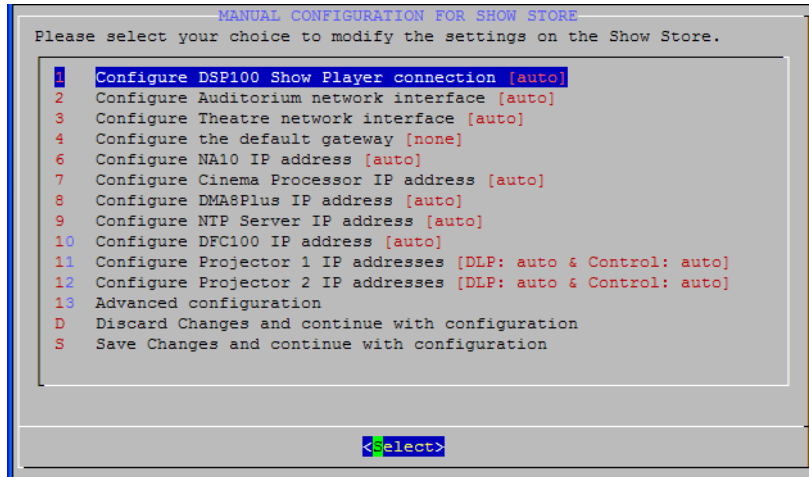 MANUAL CONFIGURATION FOR SHOW STORE
Please select your choice to modify the settings on the Show Store.
1 Configure DSP100 Show Player connection [auto]
2 Configure Auditorium network interface [auto]
3 Configure Theatre network interface [auto]
4 Configure the default gateway [none]
6 Configure NA10 IP address [auto]
7 Configure Cinema Processor IP address [auto]
8 Configure DMA8Plus IP address [auto]
9 Configure NTP Server IP address [auto]
10 Configure DFC100 IP address [auto]
11 Configure Projector 1 IP addresses [DLP: auto & Control: auto]
12 Configure Projector 2 IP addresses [DLP: auto & Control: auto]
13 Advanced configuration
D Discard Changes and continue with configuration
S Save Changes and continue with configuration
<Select>